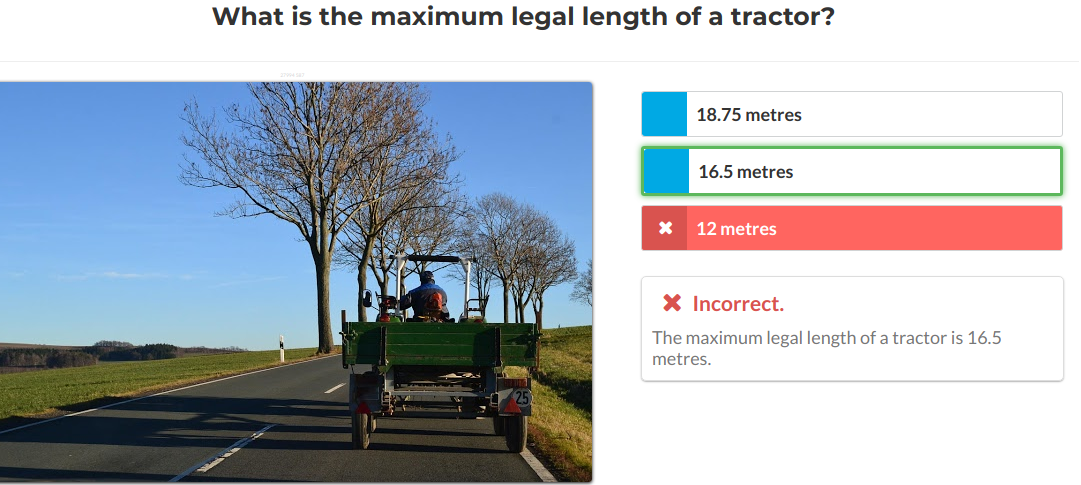 What is the maximum legal length of a tractor?
18.75 metres
16.5 metres
12 metres
Incorrect.
The maximum legal length of a tractor is 16.5
metres.
25